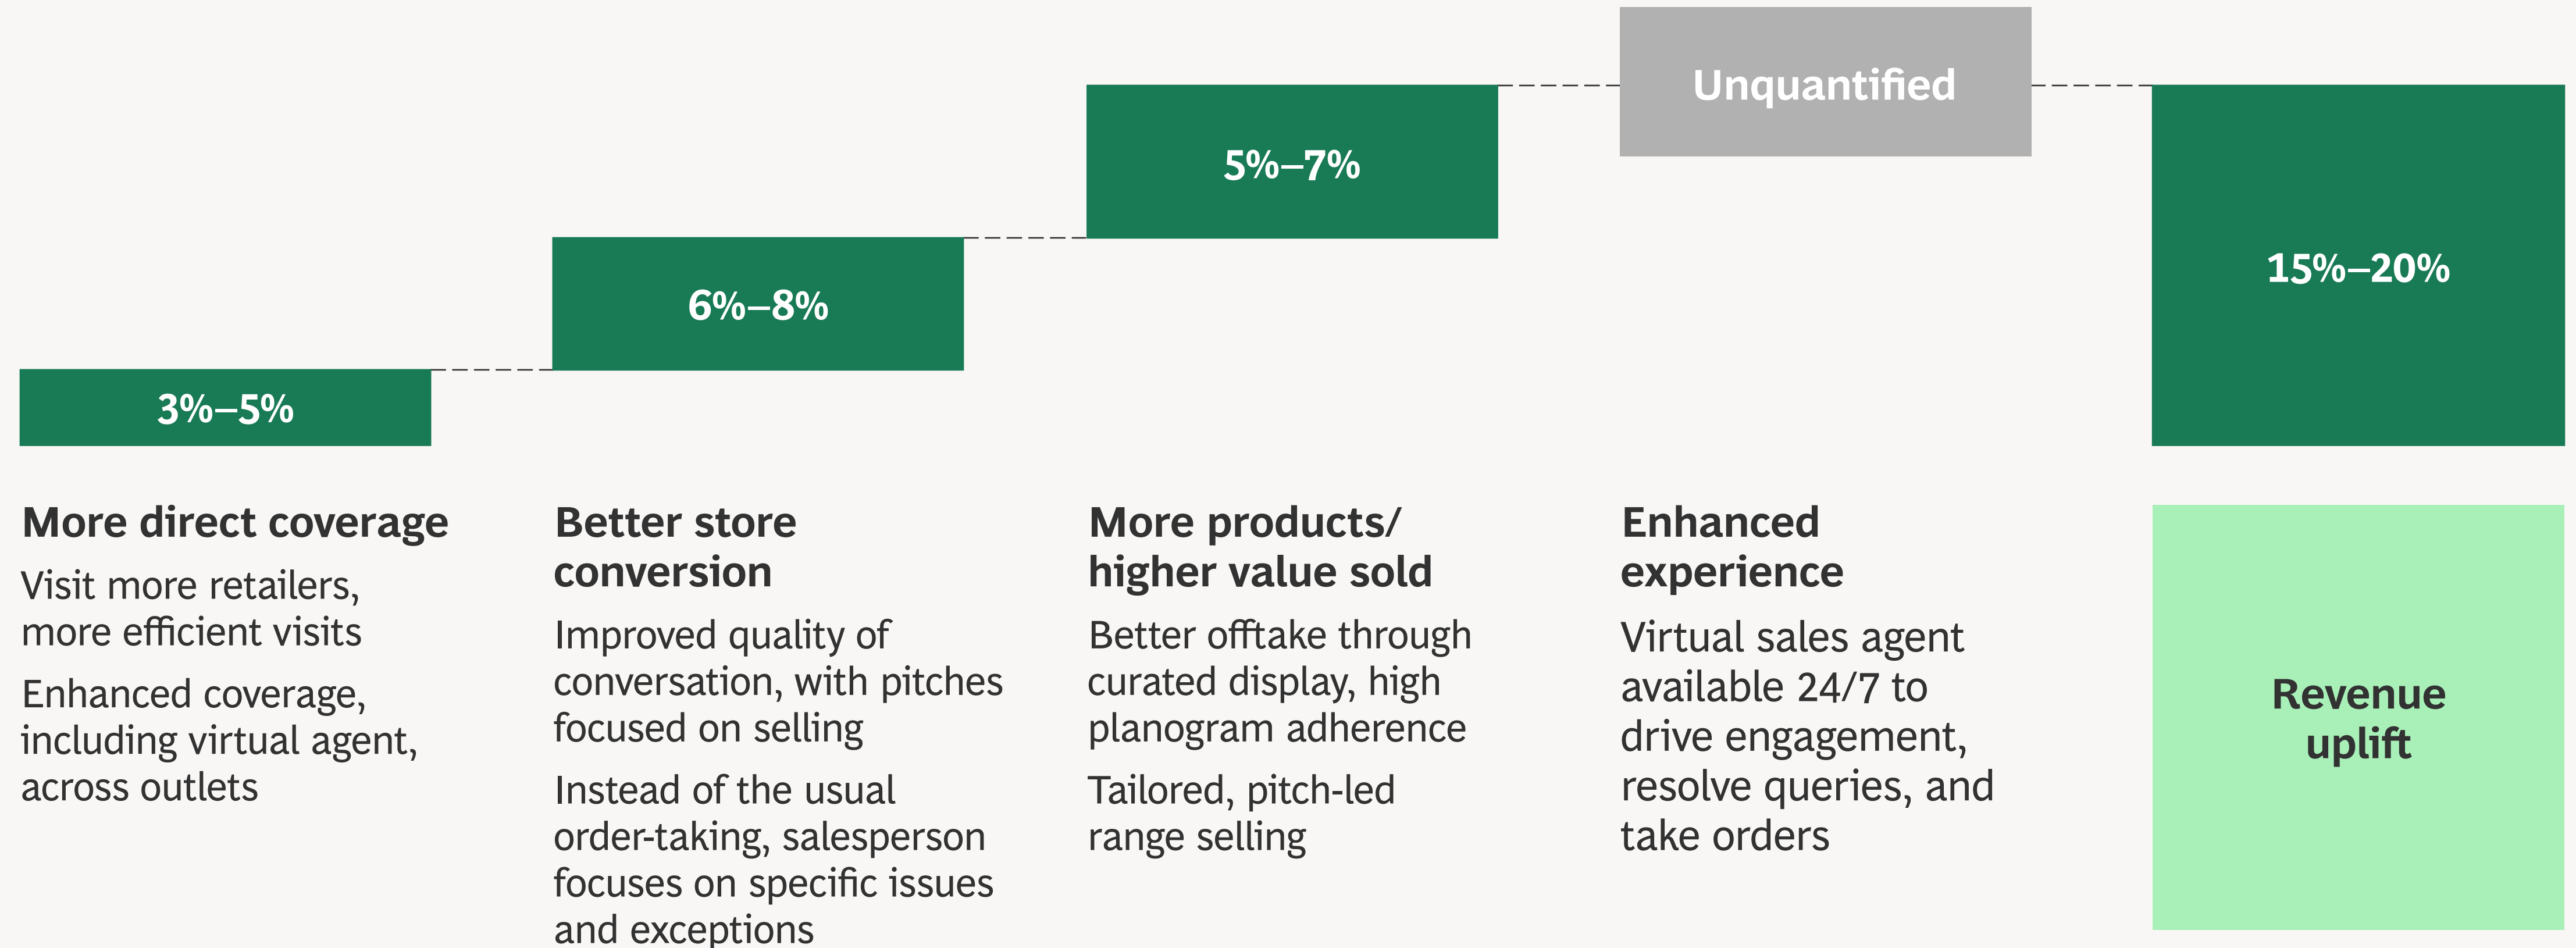 Unquantified
5%–7%
15%–20%
6%–8%
3%–5%
More direct coverage
Visit more retailers,
more efficient visits
Enhanced coverage,
including virtual agent,
across outlets
Better store
conversion
Improved quality of
conversation, with pitches
focused on selling
Instead of the usual
order-taking, salesperson
focuses on specific issues
and exceptions
More products/
higher value sold
Better offtake through
curated display, high
planogram adherence
Tailored, pitch-led
range selling
Enhanced
experience
Virtual sales agent
available 24/7 to
drive engagement,
resolve queries, and
take orders
Revenue
uplift